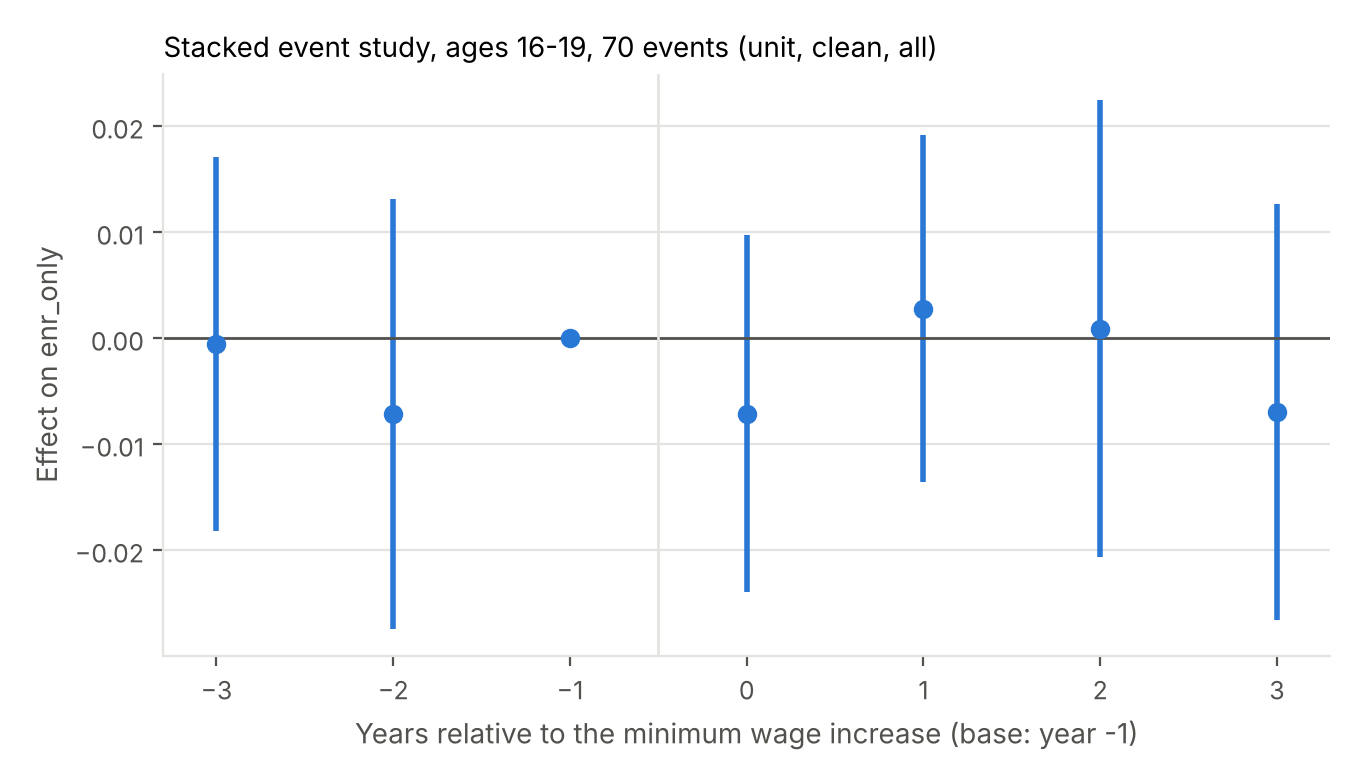 Stacked event study, ages 16-19, 70 events (unit, clean, all)
Effect on enr_only
0.02
0.01
0.00
−0.01
−0.02
−3 −2 −1 0 1 2 3
Years relative to the minimum wage increase (base: year -1)